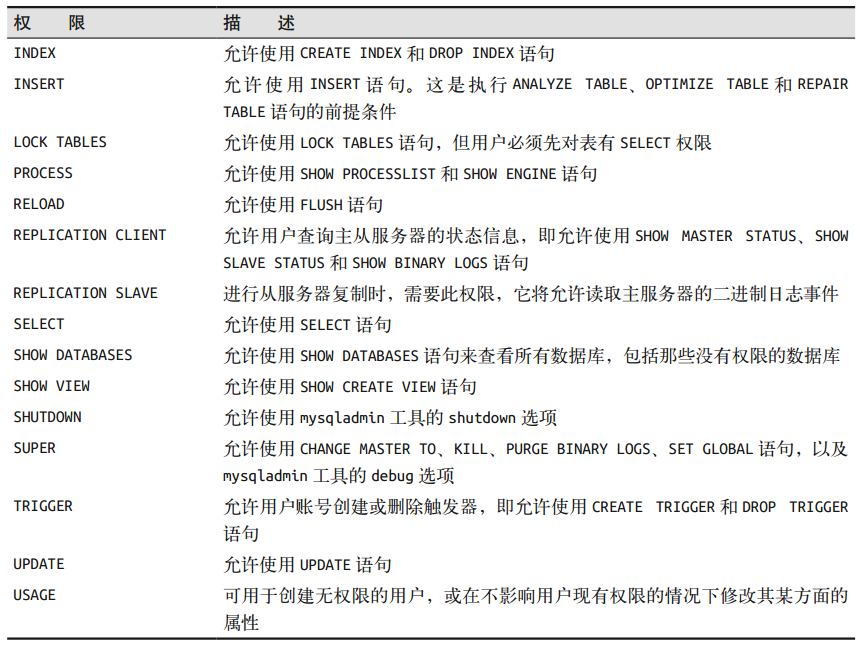 权 限 描 述
INDEX 允许使用 CREATE INDEX 和 DROP INDEX 语句
INSERT 允许使用 INSERT 语句。这是执行 ANALYZE TABLE、OPTIMIZE TABLE 和 REPAIR
TABLE 语句的前提条件
LOCK TABLES 允许使用 LOCK TABLES 语句，但用户必须先对表有 SELECT 权限
PROCESS 允许使用 SHOW PROCESSLIST 和 SHOW ENGINE 语句
RELOAD 允许使用 FLUSH 语句
REPLICATION CLIENT 允许用户查询主从服务器的状态信息，即允许使用 SHOW MASTER STATUS、SHOW
SLAVE STATUS 和 SHOW BINARY LOGS 语句
REPLICATION SLAVE 进行从服务器复制时，需要此权限，它将允许读取主服务器的二进制日志事件
SELECT 允许使用 SELECT 语句
SHOW DATABASES 允许使用 SHOW DATABASES 语句来查看所有数据库，包括那些没有权限的数据库
SHOW VIEW 允许使用 SHOW CREATE VIEW 语句
SHUTDOWN 允许使用 mysqladmin 工具的 shutdown 选项
SUPER 允许使用 CHANGE MASTER TO、KILL、PURGE BINARY LOGS、SET GLOBAL 语句，以及
mysqladmin 工具的 debug 选项
TRIGGER 允许用户账号创建或删除触发器，即允许使用 CREATE TRIGGER 和 DROP TRIGGER
语句
UPDATE 允许使用 UPDATE 语句
USAGE 可用于创建无权限的用户，或在不影响用户现有权限的情况下修改其某方面的
属性